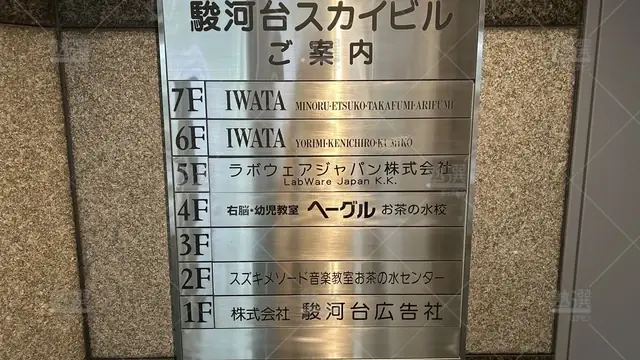 駿河台スカイビル
ご案内
7F IWATA MINORU·ETSUKO·TAKAFUMI·ARIFUMI
6F IWATA YORIMI·KENICHIRO·KUMIKO
5F ラボウェアジャパン株式会社
LabWare Japan K.K.
4F 右脳・幼児教室 ヘーグル お茶の水校
3F
2F スズキメソード音楽教室お茶の水センター
1F 株式会社 駿河台広告社